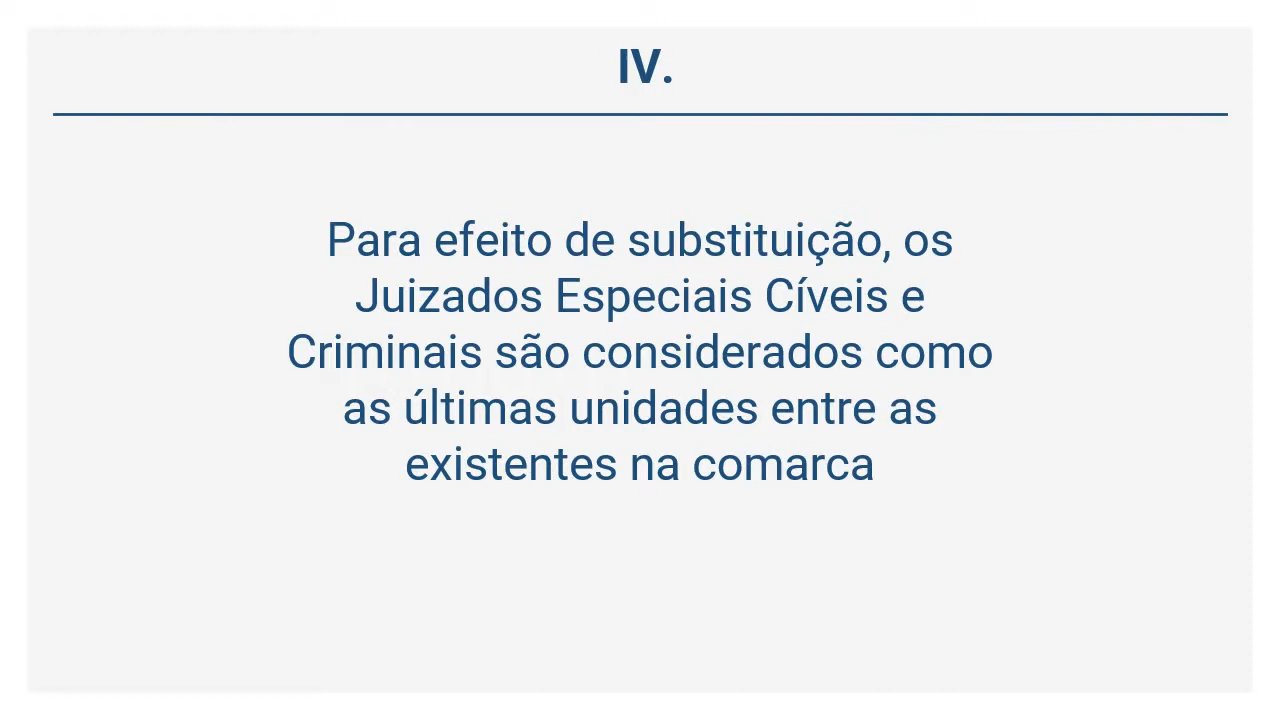 IV.
Para efeito de substituição, os
Juizados Especiais Cíveis e
Criminais são considerados como
as últimas unidades entre as
existentes na comarca